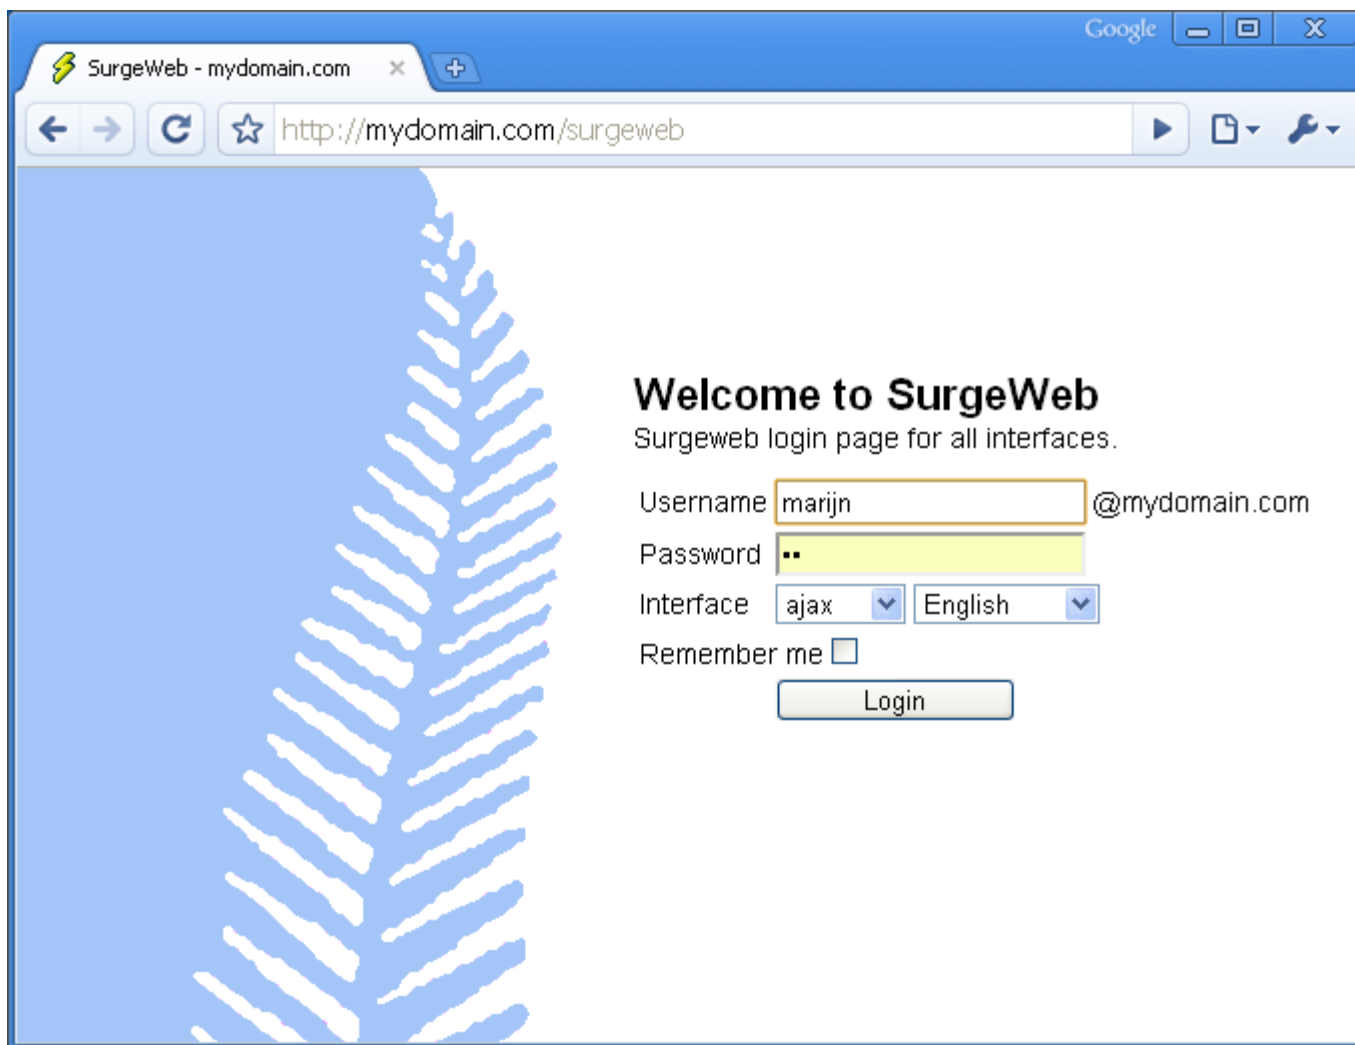 Google
SurgeWeb - mydomain.com
http://mydomain.com/surgeweb
Welcome to SurgeWeb
Surgeweb login page for all interfaces.
Username marijn @mydomain.com
Password ••
Interface ajax English
Remember me
Login